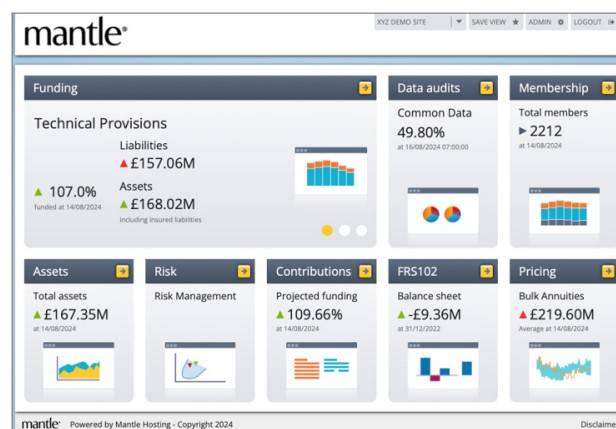 mantle®
XYZ DEMO SITE
SAVE VIEW
ADMIN
LOGOUT
Funding
Technical Provisions
Liabilities
£157.06M
107.0%
funded at 14/08/2024
Assets
£168.02M
including insured liabilities
Data audits
Common Data
49.80%
at 16/08/2024 07:00:00
Membership
Total members
2212
at 14/08/2024
Assets
Total assets
£167.35M
at 14/08/2024
Risk
Risk Management
Contributions
Projected funding
109.66%
at 14/08/2024
FRS102
Balance sheet
-£9.36M
at 31/12/2022
Pricing
Bulk Annuities
£219.60M
Average at 14/08/2024
mantle® Powered by Mantle Hosting - Copyright 2024
Disclaime